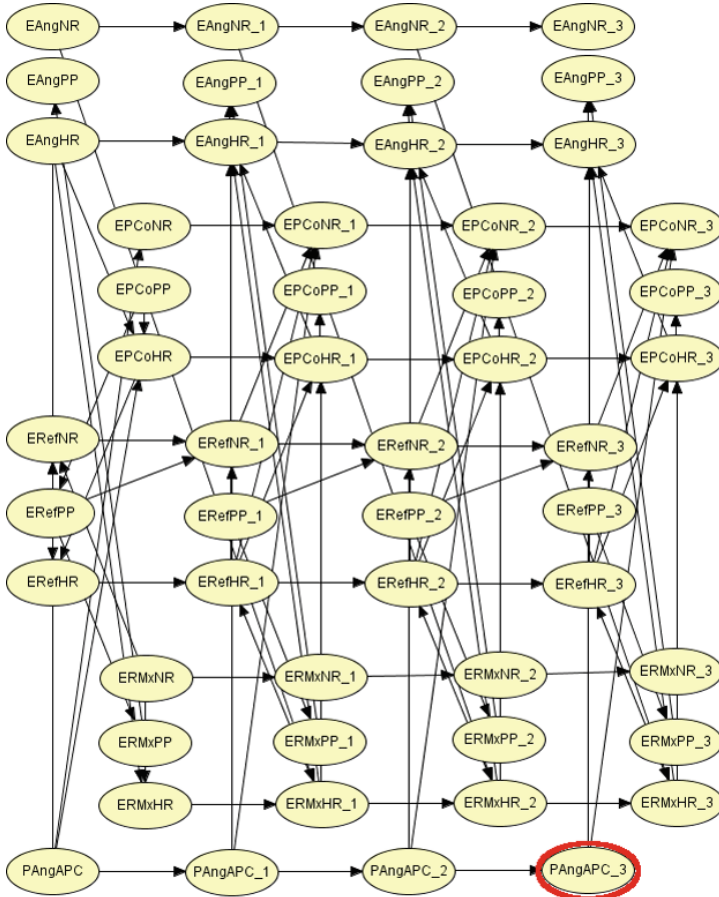 EAngNR EAngNR_1 EAngNR_2 EAngNR_3
EAngPP EAngPP_1 EAngPP_2 EAngPP_3
EAngHR EAngHR_1 EAngHR_2 EAngHR_3
EPCoNR EPCoNR_1 EPCoNR_2 EPCoNR_3
EPCoPP EPCoPP_1 EPCoPP_2 EPCoPP_3
EPCoHR EPCoHR_1 EPCoHR_2 EPCoHR_3
ERefNR ERefNR_1 ERefNR_2 ERefNR_3
ERefPP ERefPP_1 ERefPP_2 ERefPP_3
ERefHR ERefHR_1 ERefHR_2 ERefHR_3
ERMxNR ERMxNR_1 ERMxNR_2 ERMxNR_3
ERMxPP ERMxPP_1 ERMxPP_2 ERMxPP_3
ERMxHR ERMxHR_1 ERMxHR_2 ERMxHR_3
PAngAPC PAngAPC_1 PAngAPC_2 PAngAPC_3